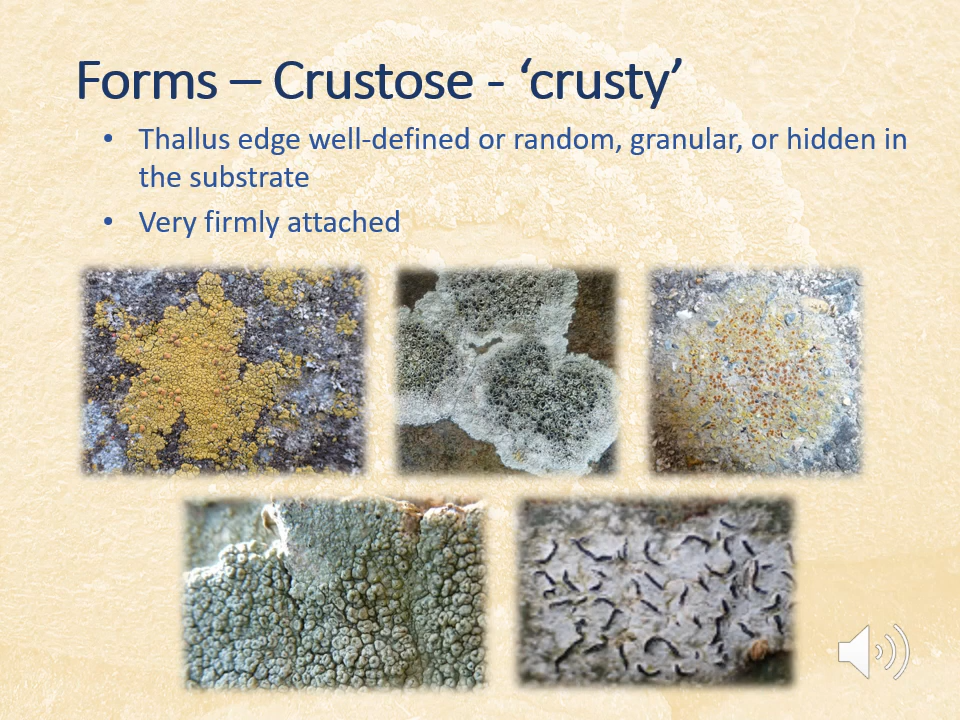 Forms – Crustose - ‘crusty’
• Thallus edge well-defined or random, granular, or hidden in
the substrate
• Very firmly attached